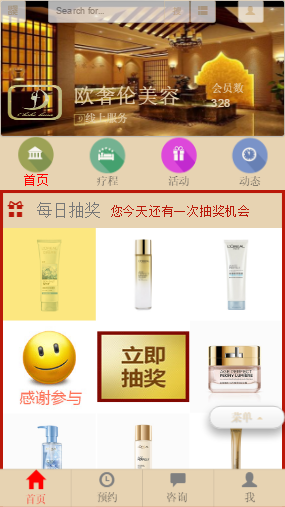 Search for...
欧奢伦美容
线上服务
会员数
328
首页
疗程
活动
动态
每日抽奖
您今天还有一次抽奖机会
感谢参与
立即
抽奖
AGE PERFECT
菜单
首页
预约
咨询
我